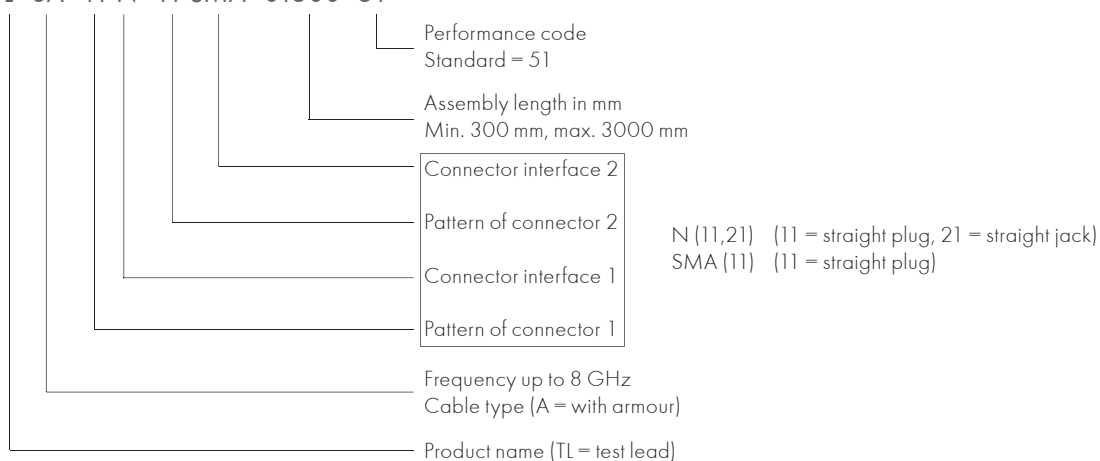 N 11 SMA
Performance code
Standard = 51
Assembly length in mm
Min. 300 mm, max. 3000 mm
Connector interface 2
Pattern of connector 2
N (11,21) (11 = straight plug, 21 = straight jack)
SMA (11) (11 = straight plug)
Connector interface 1
Pattern of connector 1
Frequency up to 8 GHz
Cable type (A = with armour)
Product name (TL = test lead)